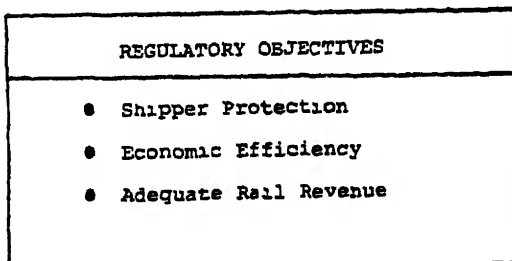 REGULATORY OBJECTIVES
• Shipper Protection
• Economic Efficiency
• Adequate Rail Revenue